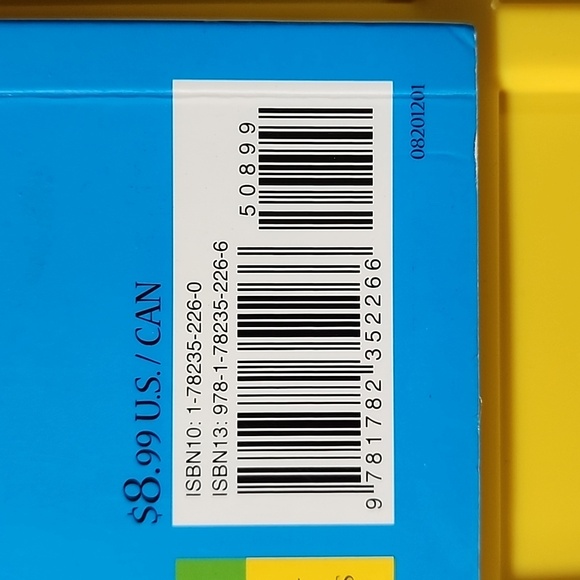 $8.99 U.S. / CAN
ISBN10: 1-78235-226-0
ISBN13: 978-1-78235-226-6
50899
9 781782 352266
08201201